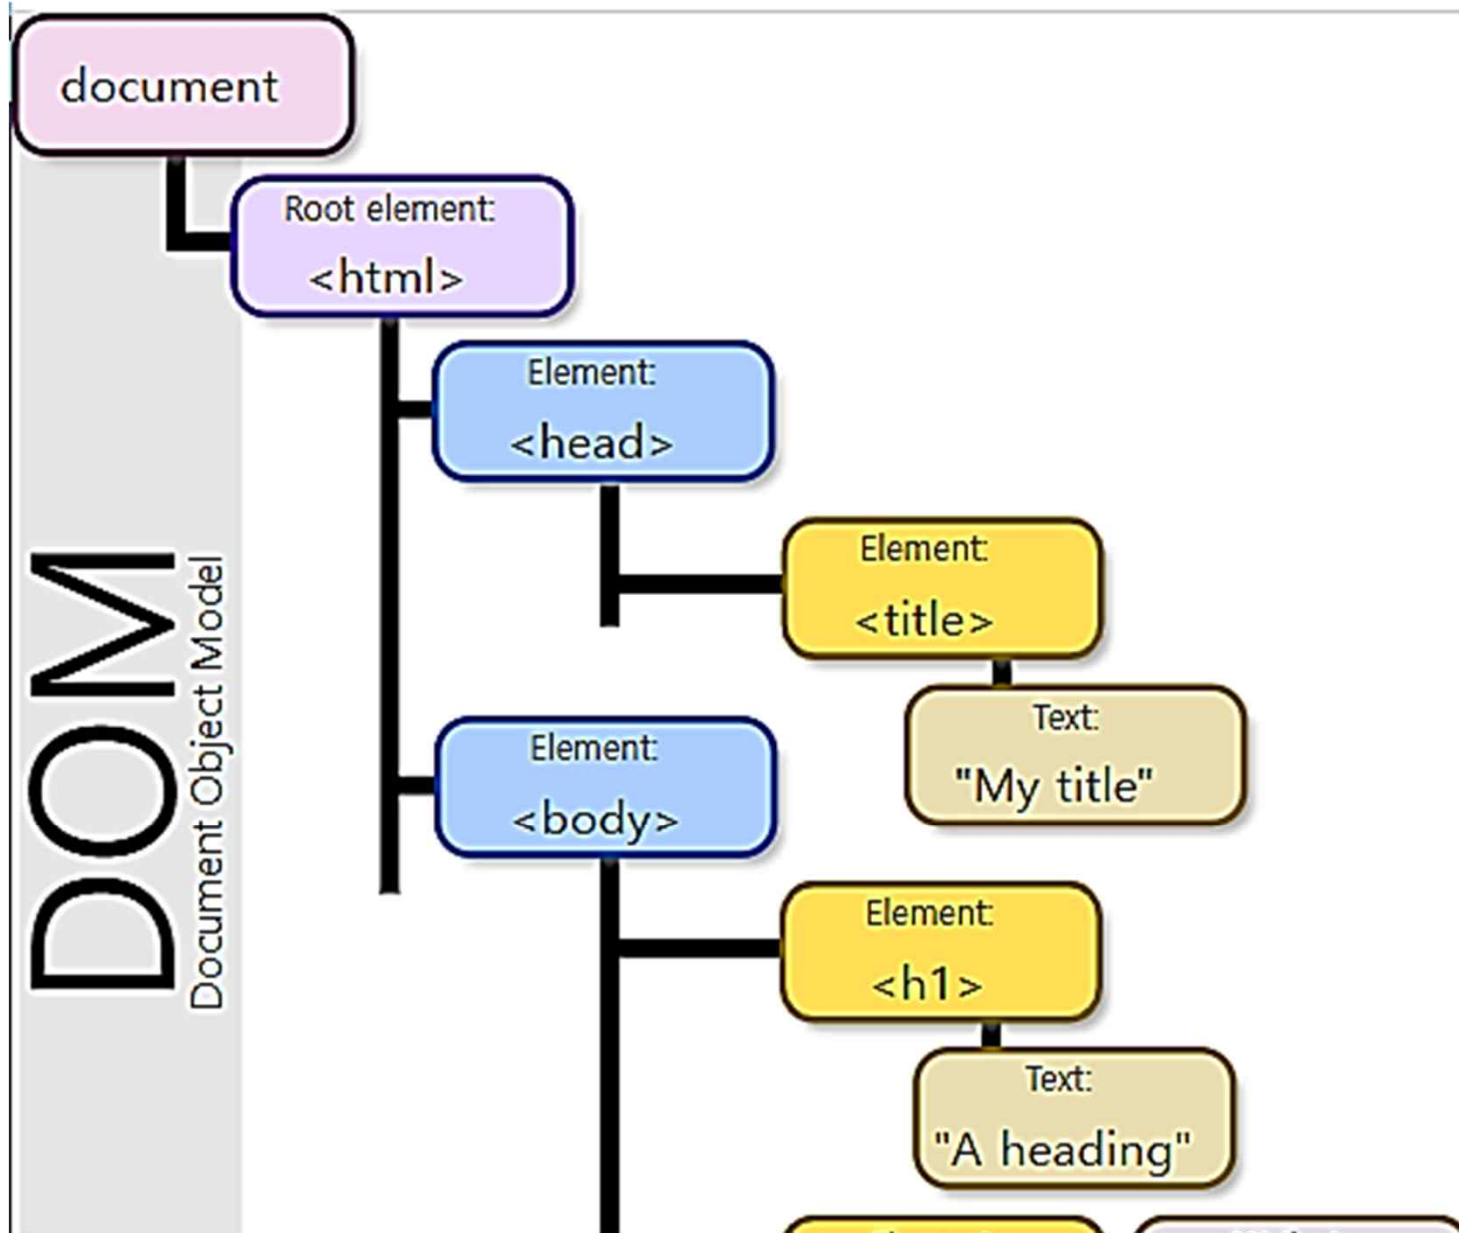 document
Root element:
<html>
Element:
<head>
Element:
<title>
Text:
"My title"
Element:
<body>
Element:
<h1>
Text:
"A heading"
DOM
Document Object Model